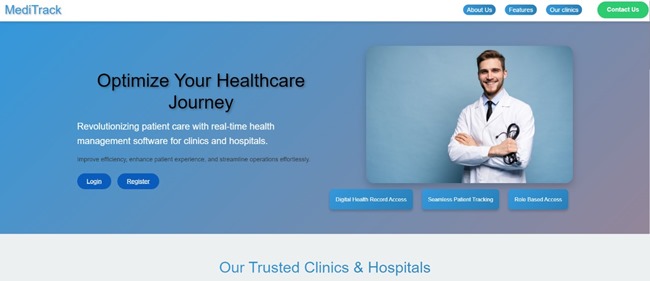 MediTrack
About Us
Features
Our clinics
Contact Us
Optimize Your Healthcare
Journey
Revolutionizing patient care with real-time health
management software for clinics and hospitals.
Improve efficiency, enhance patient experience, and streamline operations effortlessly.
Login
Register
Digital Health Record Access
Seamless Patient Tracking
Role Based Access
Our Trusted Clinics & Hospitals